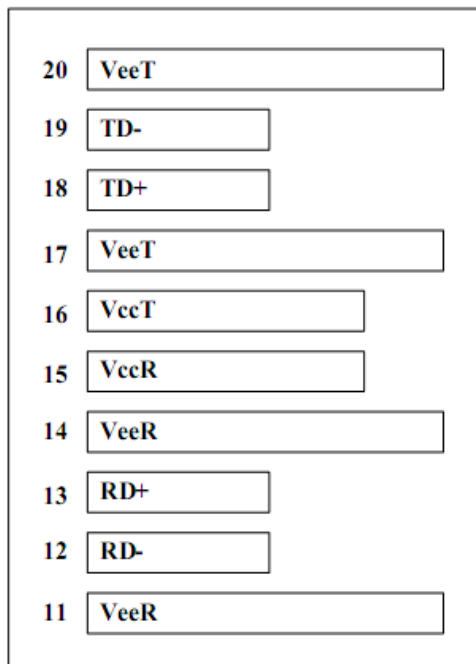 20 VeeT
19 TD-
18 TD+
17 VeeT
16 VccT
15 VccR
14 VeeR
13 RD+
12 RD-
11 VeeR